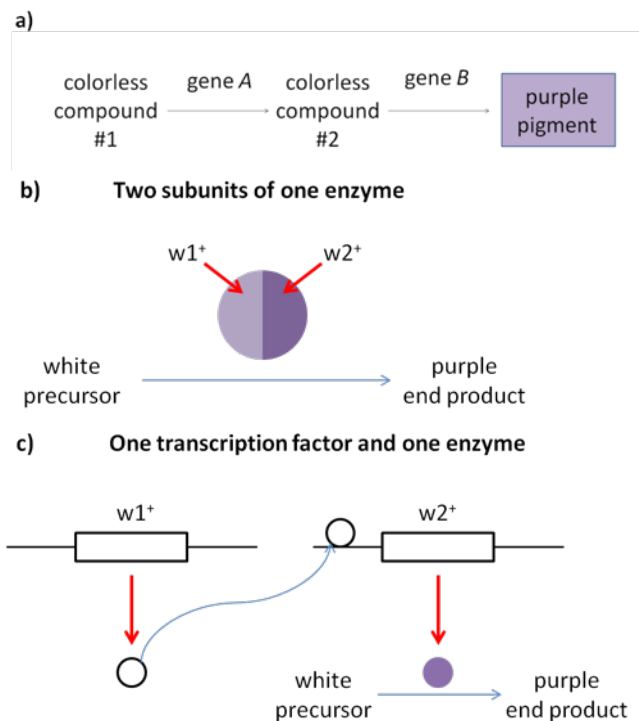 a)
colorless compound #1
gene A
colorless compound #2
gene B
purple pigment
b) Two subunits of one enzyme
w1⁺
w2⁺
white precursor
purple end product
c) One transcription factor and one enzyme
w1⁺
w2⁺
white precursor
purple end product